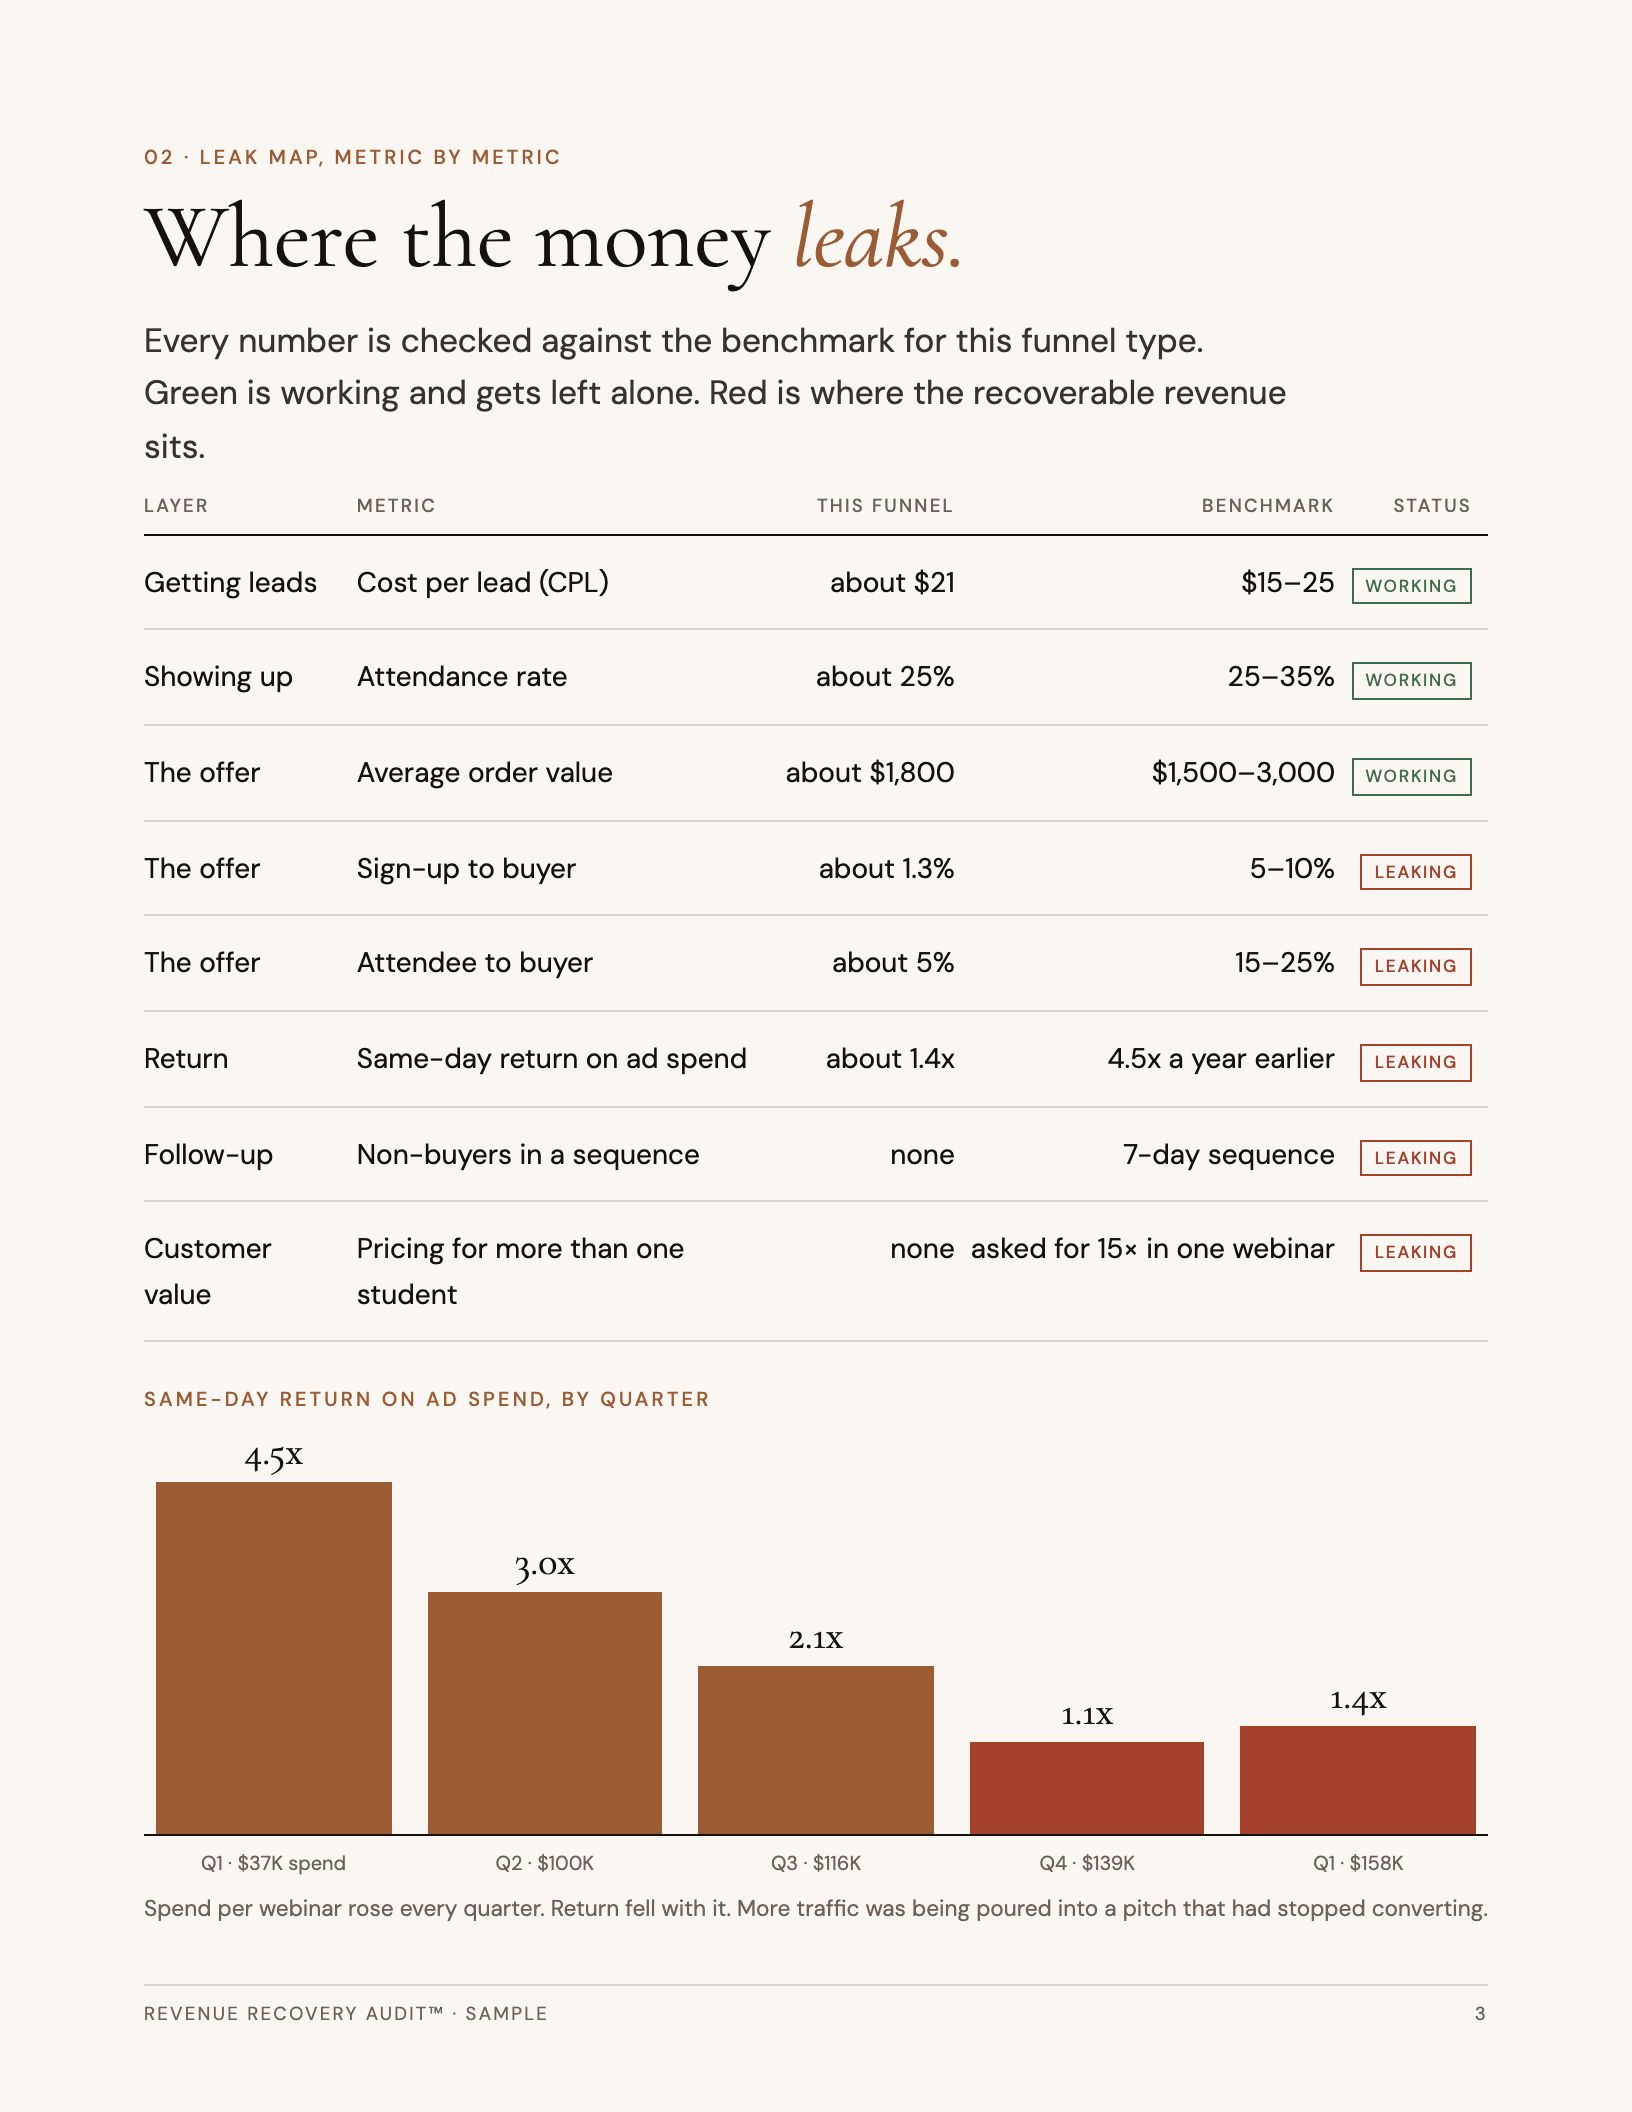 02 · LEAK MAP, METRIC BY METRIC
Where the money leaks.
Every number is checked against the benchmark for this funnel type.
Green is working and gets left alone. Red is where the recoverable revenue
sits.
LAYER METRIC THIS FUNNEL BENCHMARK STATUS
Getting leads Cost per lead (CPL) about $21 $15–25 WORKING
Showing up Attendance rate about 25% 25–35% WORKING
The offer Average order value about $1,800 $1,500–3,000 WORKING
The offer Sign-up to buyer about 1.3% 5–10% LEAKING
The offer Attendee to buyer about 5% 15–25% LEAKING
Return Same-day return on ad spend about 1.4x 4.5x a year earlier LEAKING
Follow-up Non-buyers in a sequence none 7-day sequence LEAKING
Customer Pricing for more than one none asked for 15× in one webinar LEAKING
value student
SAME-DAY RETURN ON AD SPEND, BY QUARTER
4.5x
3.0x
2.1x
1.1x
1.4x
Q1 · $37K spend Q2 · $100K Q3 · $116K Q4 · $139K Q1 · $158K
Spend per webinar rose every quarter. Return fell with it. More traffic was being poured into a pitch that had stopped converting.
REVENUE RECOVERY AUDIT™ · SAMPLE 3